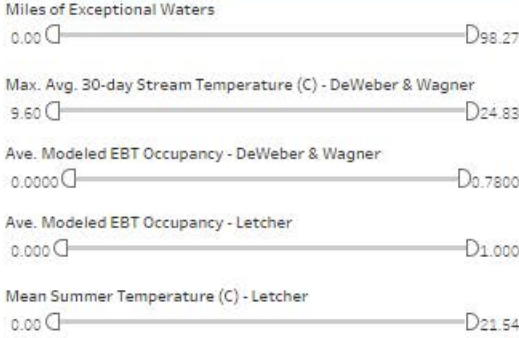 Miles of Exceptional Waters
0.00 98.27
Max. Avg. 30-day Stream Temperature (C) - DeWeber & Wagner
9.60 24.83
Ave. Modeled EBT Occupancy - DeWeber & Wagner
0.0000 0.7800
Ave. Modeled EBT Occupancy - Letcher
0.000 1.000
Mean Summer Temperature (C) - Letcher
0.00 21.54